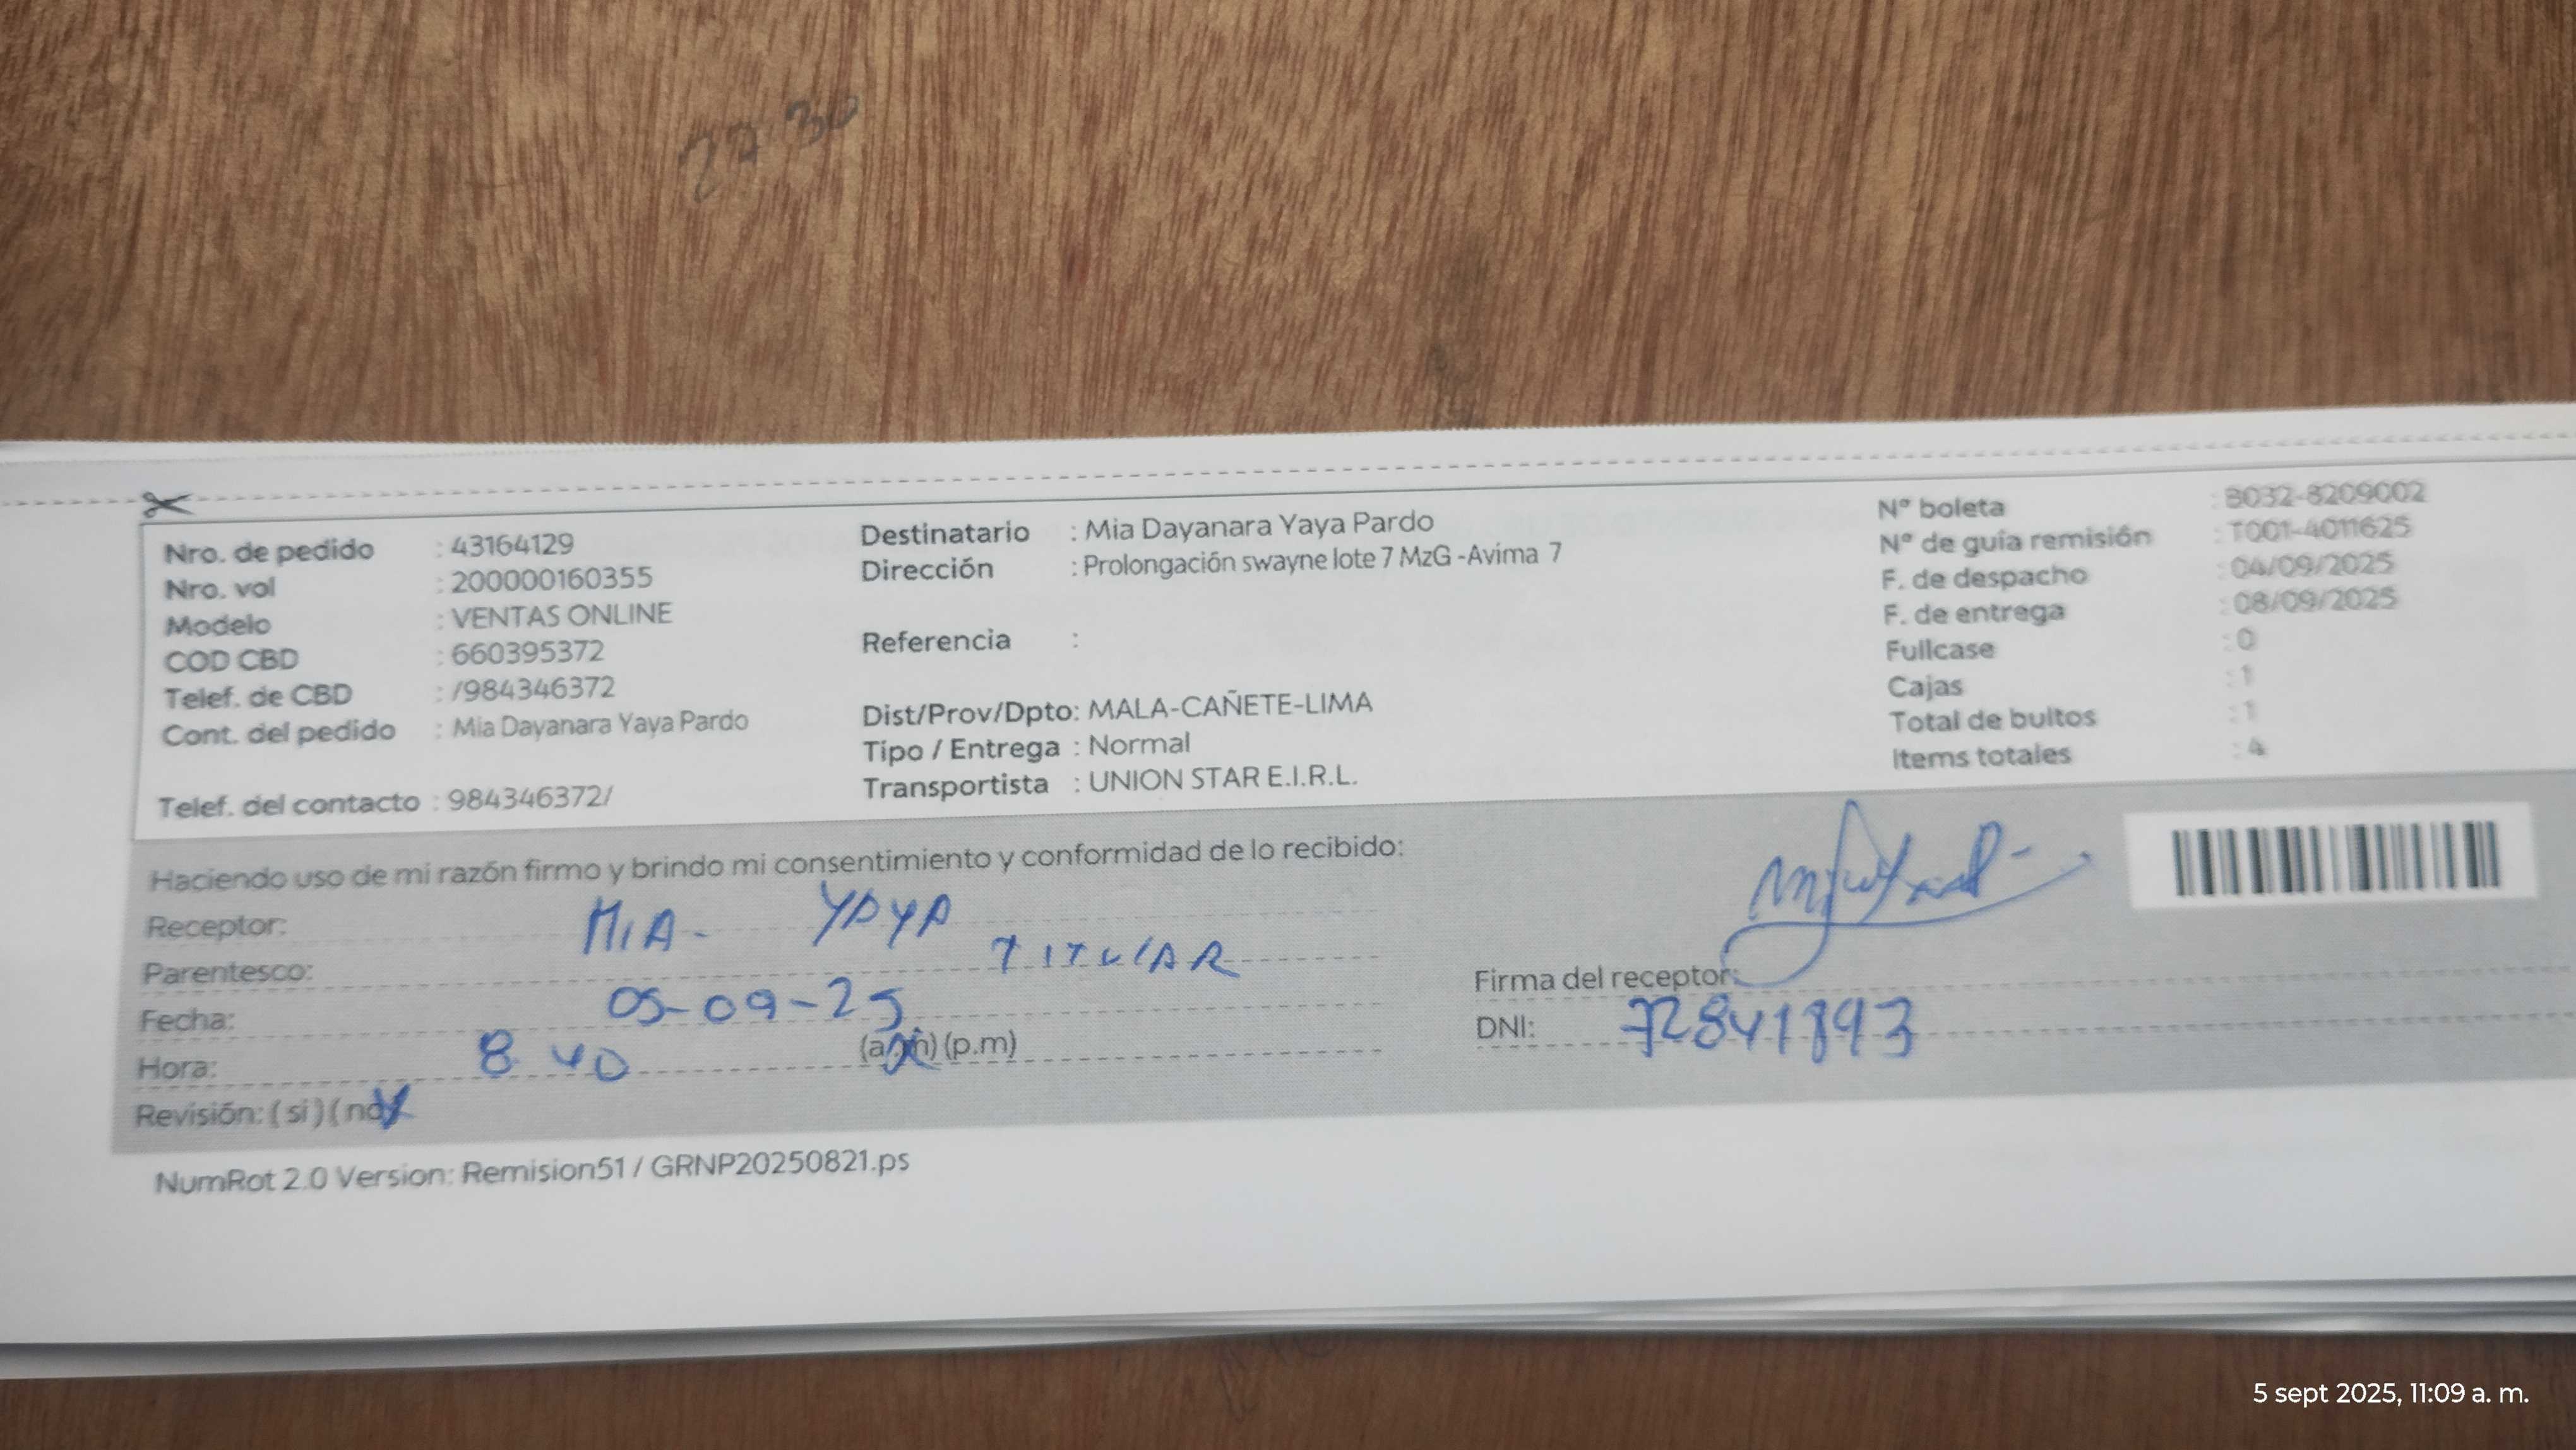 27 30
Nro. de pedido : 43164129
Nro. vol : 200000160355
Modelo : VENTAS ONLINE
COD CBD : 660395372
Telef. de CBD : /984346372
Cont. del pedido : Mia Dayanara Yaya Pardo
Telef. del contacto : 984346372/
Destinatario : Mia Dayanara Yaya Pardo
Dirección : Prolongación swayne lote 7 MzG -Avima 7
Referencia :
Dist/Prov/Dpto: MALA-CAÑETE-LIMA
Tipo / Entrega : Normal
Transportista : UNION STAR E.I.R.L.
Nº boleta : B032-8209002
Nº de guía remisión : T001-4011625
F. de despacho : 04/09/2025
F. de entrega : 08/09/2025
Fullcase : 0
Cajas : 1
Total de bultos : 1
Items totales : 4
Haciendo uso de mi razón firmo y brindo mi consentimiento y conformidad de lo recibido:
Receptor: MIA - YAYA
Parentesco: TITULAR
Fecha: 05-09-25
Hora: 8 40 (a.m) (p.m)
Revisión: ( si ) ( no )
Firma del receptor:
DNI: 72841893
NumRot 2.0 Version: Remision51 / GRNP20250821.ps
5 sept 2025, 11:09 a. m.